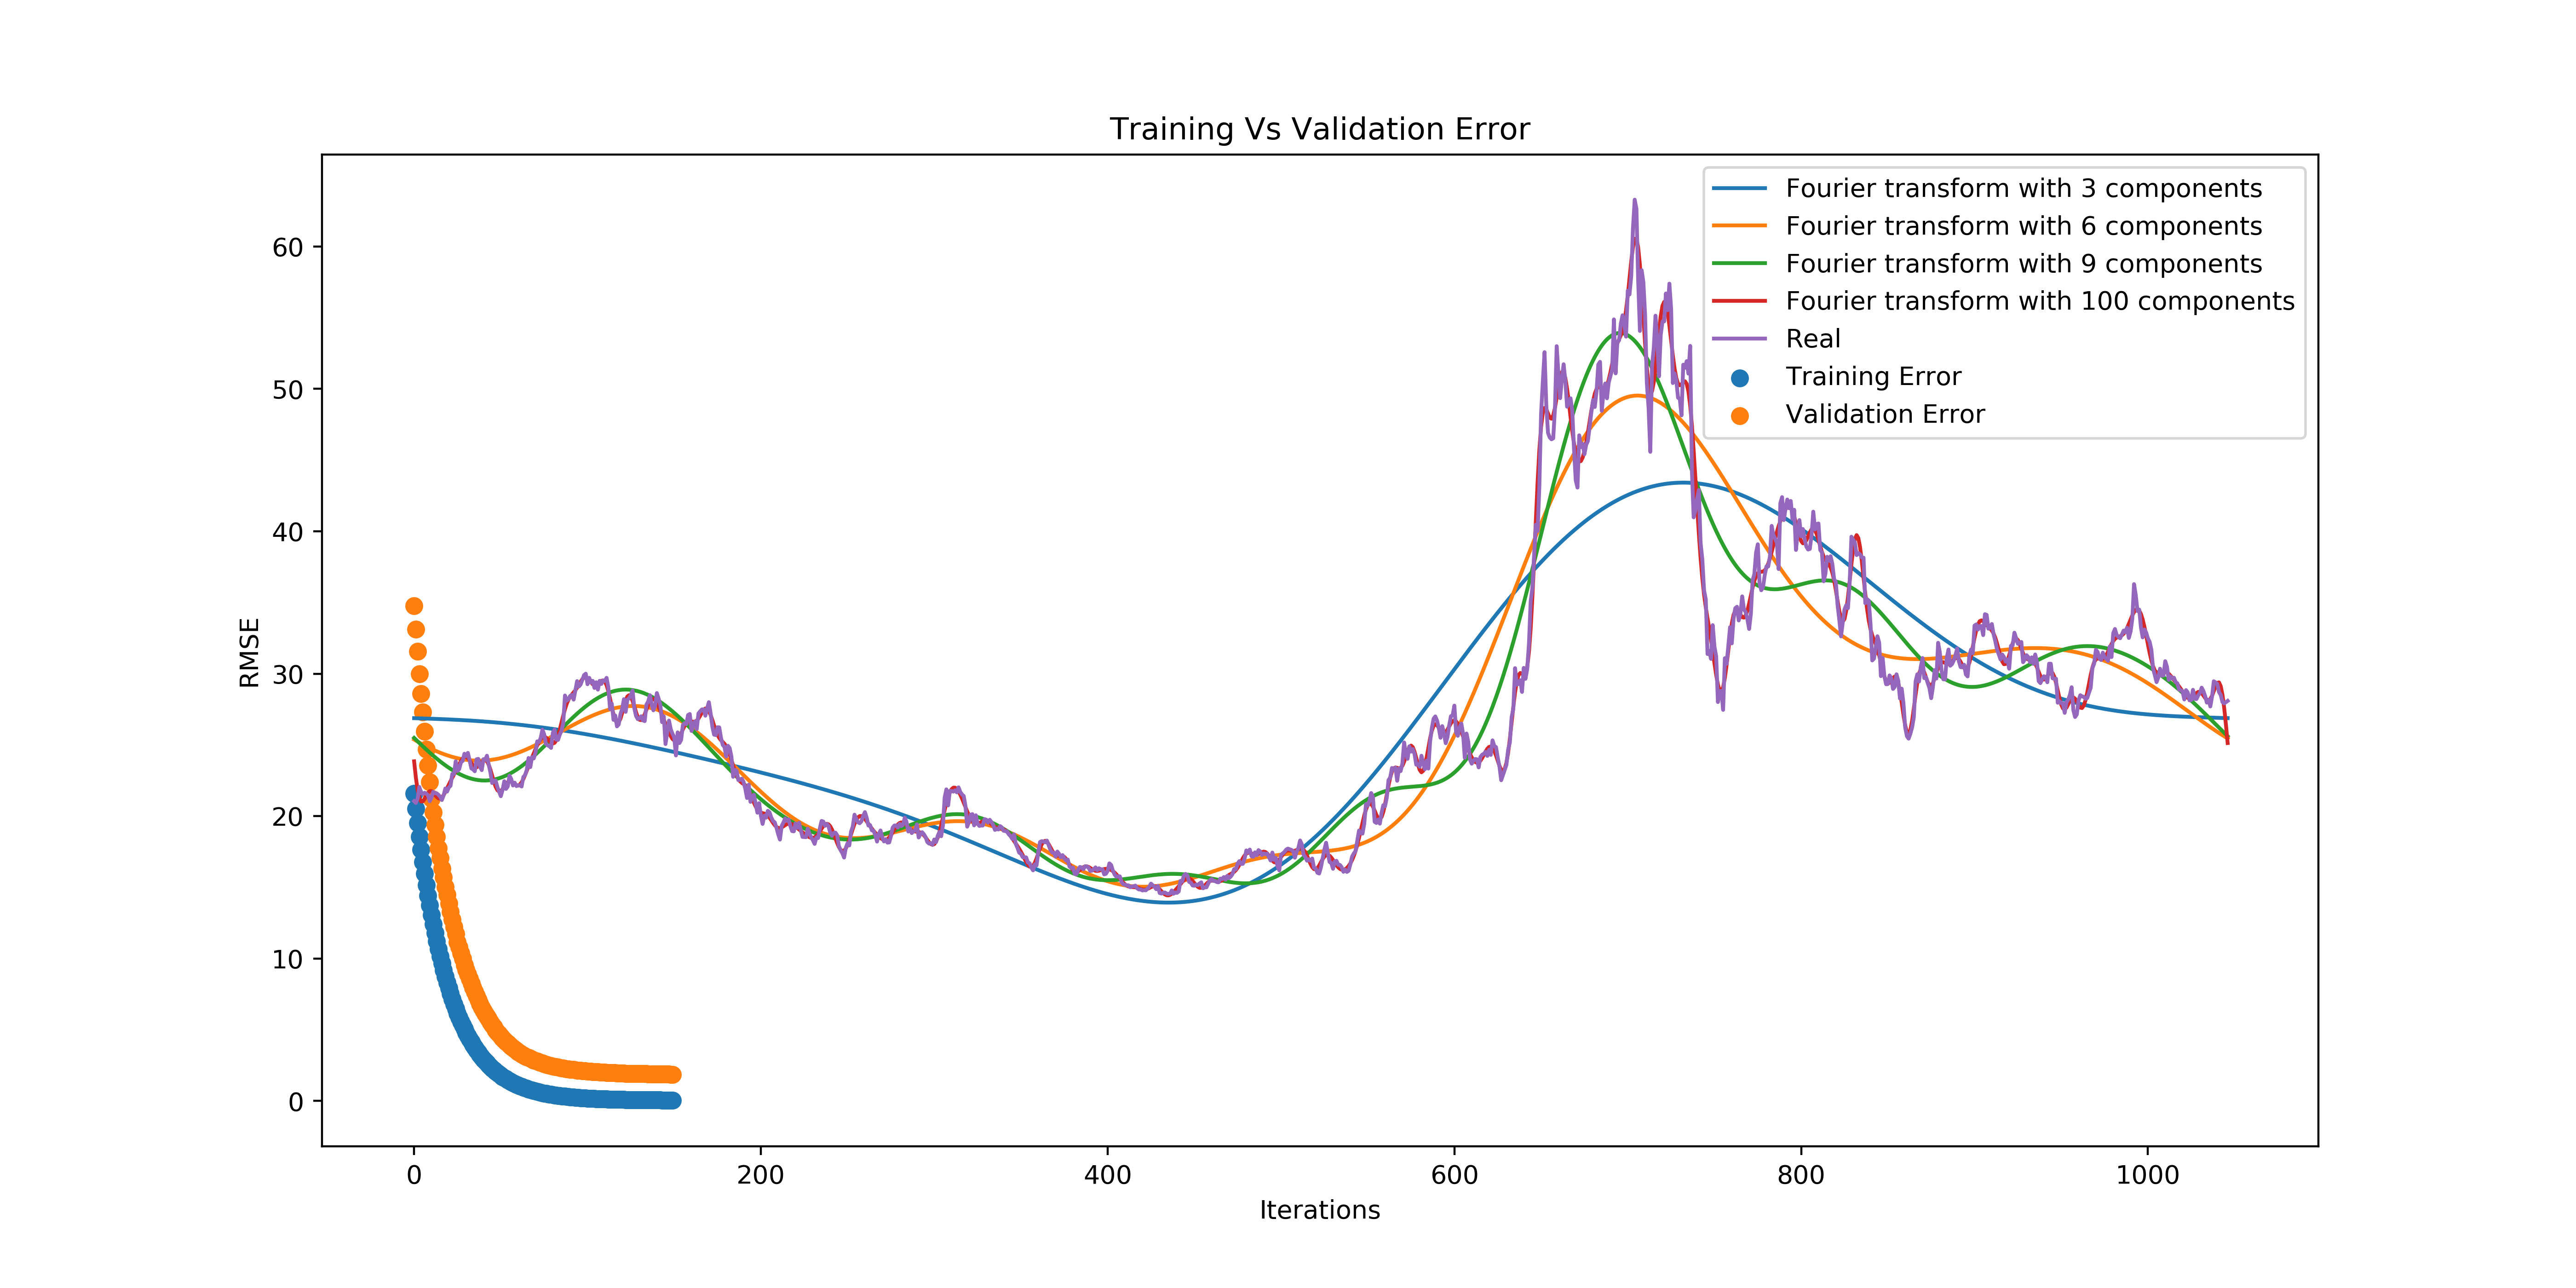 Training Vs Validation Error
Fourier transform with 3 components
Fourier transform with 6 components
Fourier transform with 9 components
Fourier transform with 100 components
Real
Training Error
Validation Error
RMSE
60
50
40
30
20
10
0
0 200 400 600 800 1000
Iterations